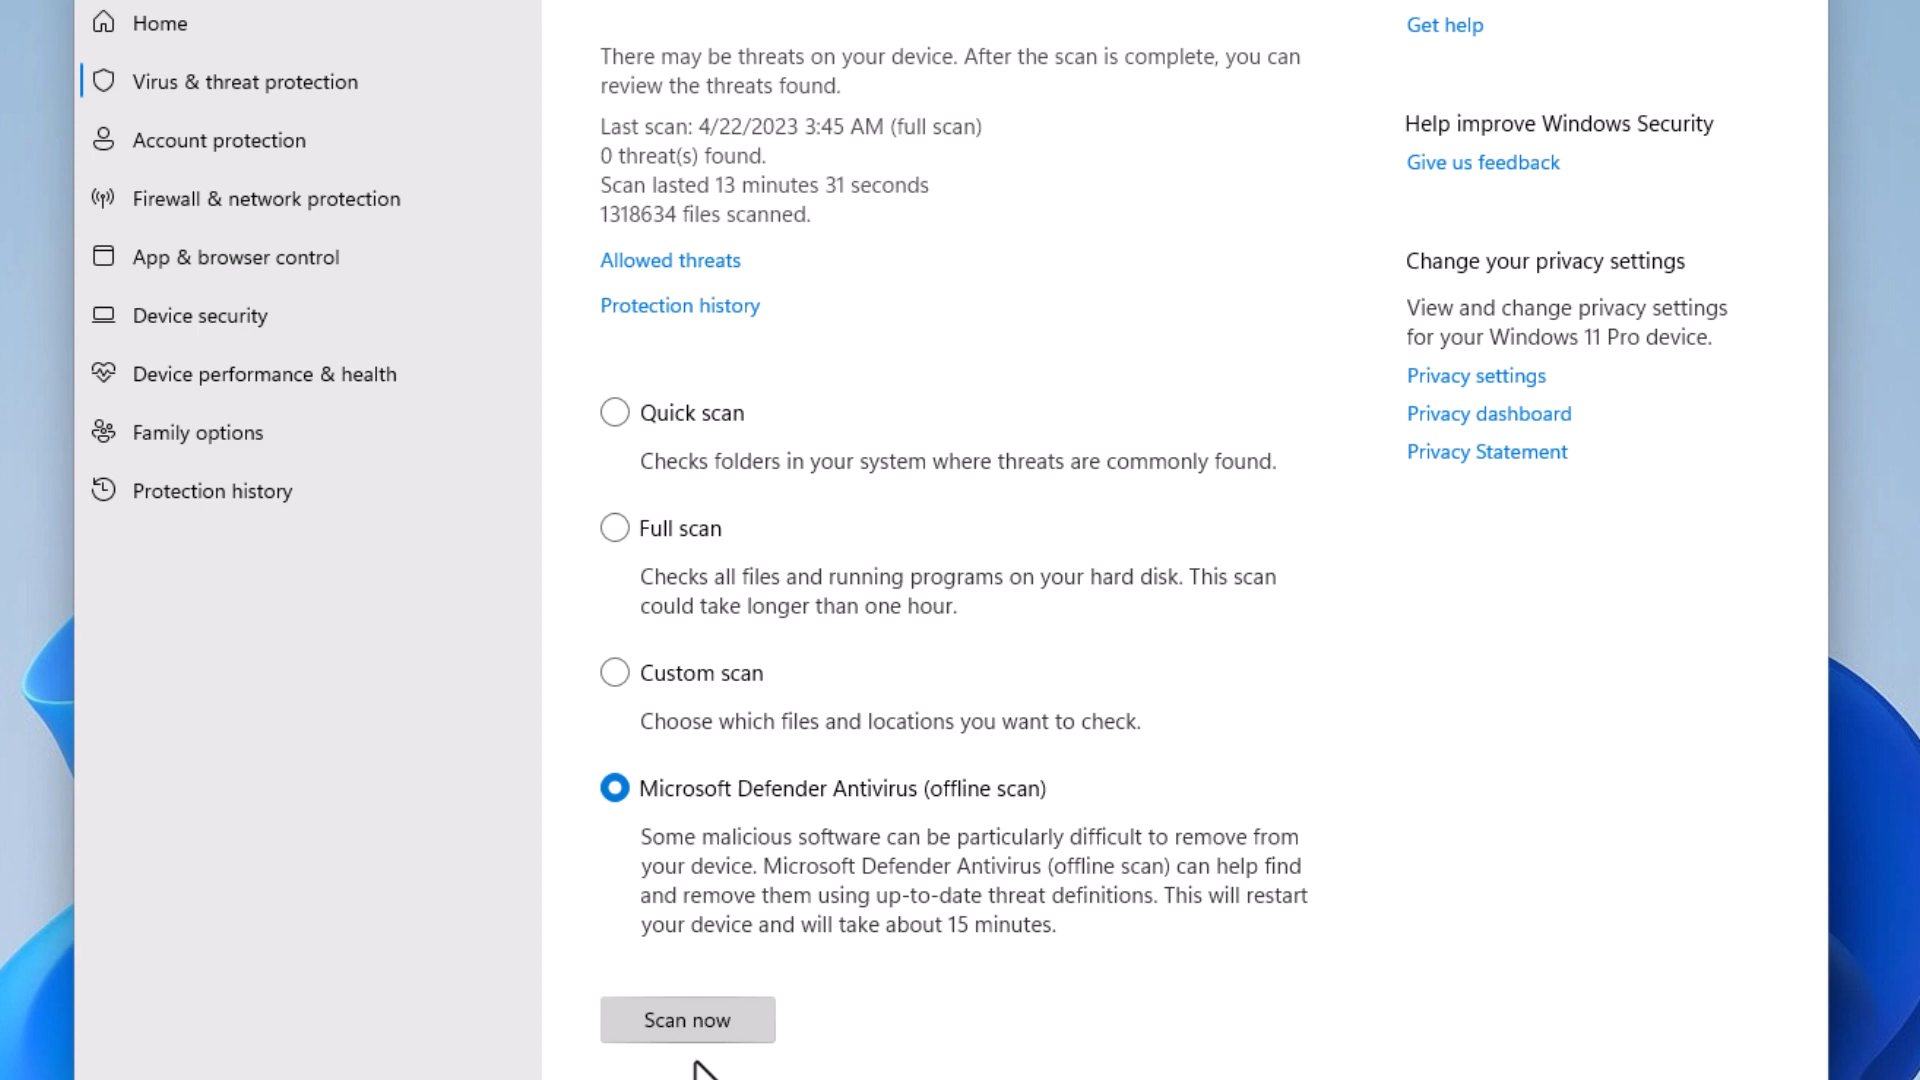 Home
Virus & threat protection
Account protection
Firewall & network protection
App & browser control
Device security
Device performance & health
Family options
Protection history
There may be threats on your device. After the scan is complete, you can
review the threats found.
Last scan: 4/22/2023 3:45 AM (full scan)
0 threat(s) found.
Scan lasted 13 minutes 31 seconds
1318634 files scanned.
Allowed threats
Protection history
Quick scan
Checks folders in your system where threats are commonly found.
Full scan
Checks all files and running programs on your hard disk. This scan
could take longer than one hour.
Custom scan
Choose which files and locations you want to check.
Microsoft Defender Antivirus (offline scan)
Some malicious software can be particularly difficult to remove from
your device. Microsoft Defender Antivirus (offline scan) can help find
and remove them using up-to-date threat definitions. This will restart
your device and will take about 15 minutes.
Scan now
Get help
Help improve Windows Security
Give us feedback
Change your privacy settings
View and change privacy settings
for your Windows 11 Pro device.
Privacy settings
Privacy dashboard
Privacy Statement